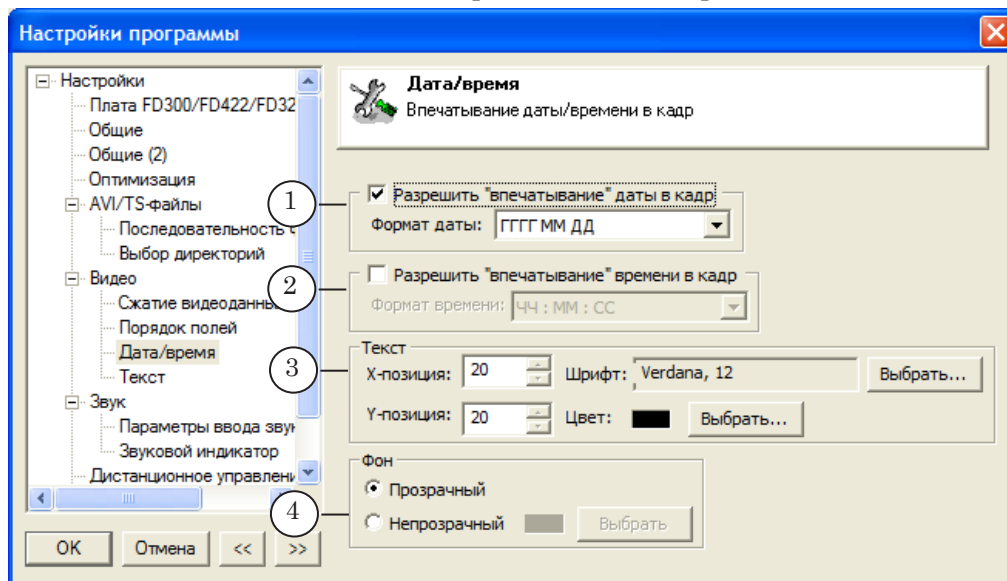 Настройки программы
Настройки
Плата FD300/FD422/FD32
Общие
Общие (2)
Оптимизация
AVI/TS-файлы
Последовательность
Выбор директорий
Видео
Сжатие видеоданны
Порядок полей
Дата/время
Текст
Звук
Параметры ввода звук
Звуковой индикатор
Дистанционное управлени
OK Отмена << >>
Дата/время
Впечатывание даты/времени в кадр
1
Разрешить "впечатывание" даты в кадр
Формат даты: ГГГГ ММ ДД
2
Разрешить "впечатывание" времени в кадр
Формат времени: ЧЧ : ММ : СС
3
Текст
X-позиция: 20 Шрифт: Verdana, 12 Выбрать...
Y-позиция: 20 Цвет: Выбрать...
4
Фон
Прозрачный
Непрозрачный Выбрать